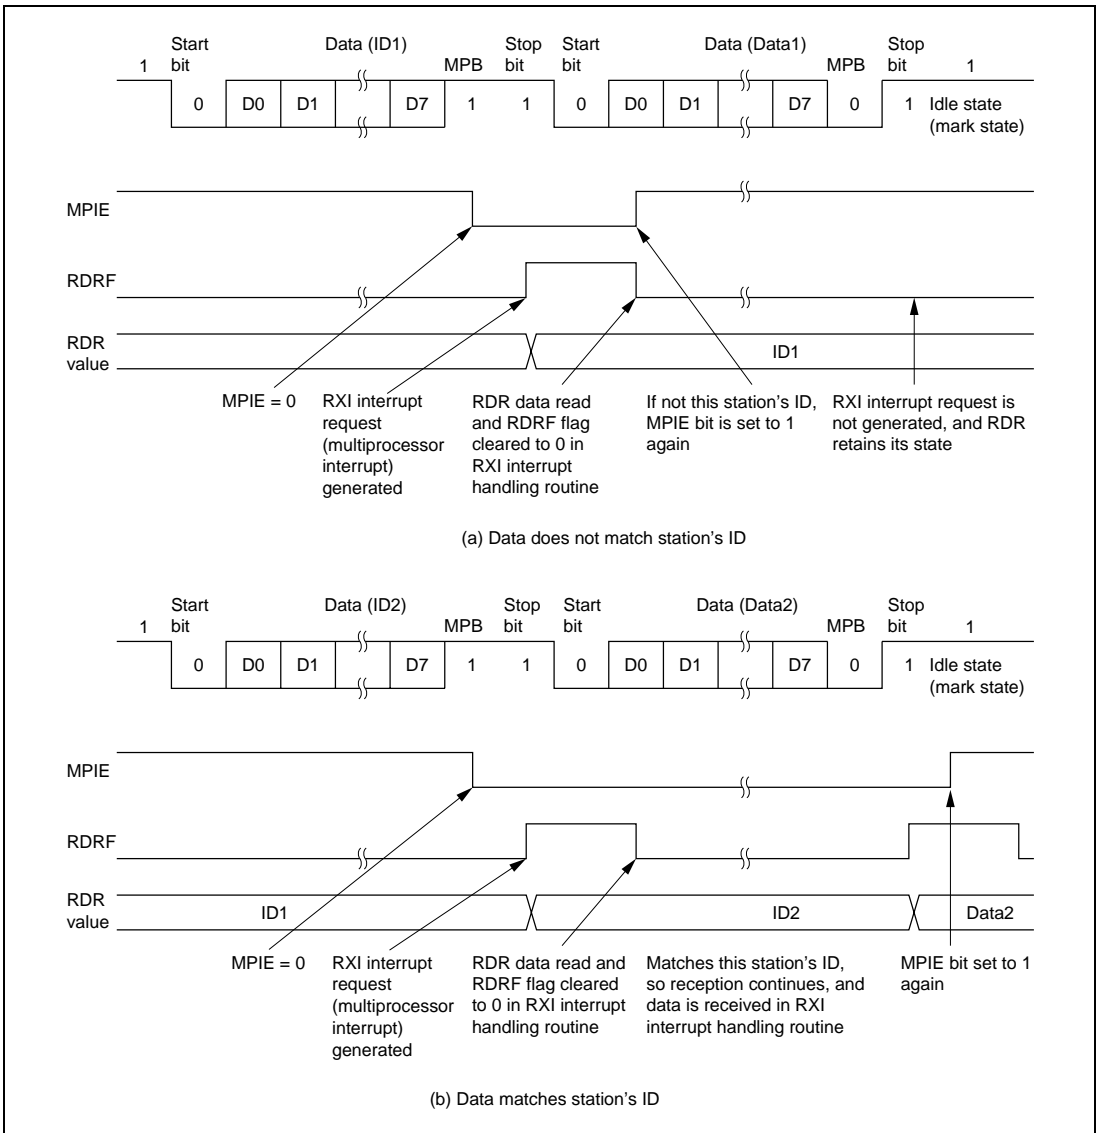 Start Data (ID1) Stop Start Data (Data1) Stop
1 bit MPB bit bit MPB bit 1
0 D0 D1 D7 1 1 0 D0 D1 D7 0 1 Idle state
(mark state)
MPIE
RDRF
RDR
value
ID1
MPIE = 0
RXI interrupt
request
(multiprocessor
interrupt)
generated
RDR data read
and RDRF flag
cleared to 0 in
RXI interrupt
handling routine
If not this station's ID,
MPIE bit is set to 1
again
RXI interrupt request is
not generated, and RDR
retains its state
(a) Data does not match station's ID
Start Data (ID2) Stop Start Data (Data2) Stop
1 bit MPB bit bit MPB bit 1
0 D0 D1 D7 1 1 0 D0 D1 D7 0 1 Idle state
(mark state)
MPIE
RDRF
RDR
value
ID1 ID2 Data2
MPIE = 0
RXI interrupt
request
(multiprocessor
interrupt)
generated
RDR data read and
RDRF flag cleared
to 0 in RXI interrupt
handling routine
Matches this station's ID,
so reception continues, and
data is received in RXI
interrupt handling routine
MPIE bit set to 1
again
(b) Data matches station's ID